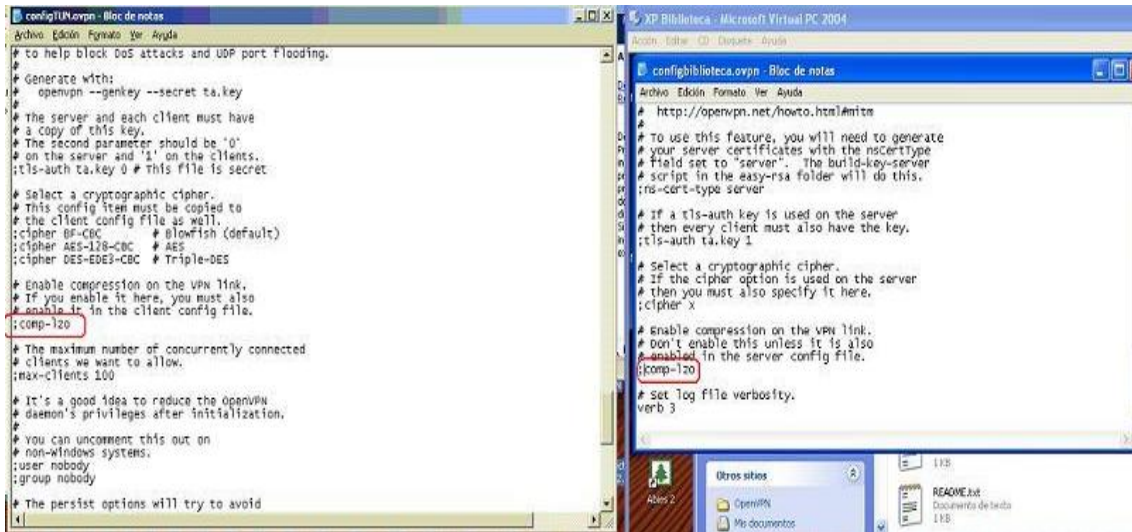 configTUN.ovpn - Bloc de notas
Archivo Edición Formato Ver Ayuda
# to help block DoS attacks and UDP port flooding.
#
# Generate with:
#   openvpn --genkey --secret ta.key
#
# The server and each client must have
# a copy of this key.
# The second parameter should be '0'
# on the server and '1' on the clients.
;tls-auth ta.key 0 # This file is secret
# Select a cryptographic cipher.
# This config item must be copied to
# the client config file as well.
;cipher BF-CBC        # Blowfish (default)
;cipher AES-128-CBC   # AES
;cipher DES-EDE3-CBC  # Triple-DES
# Enable compression on the VPN link.
# If you enable it here, you must also
# enable it in the client config file.
;comp-lzo
# The maximum number of concurrently connected
# clients we want to allow.
;max-clients 100
# It's a good idea to reduce the OpenVPN
# daemon's privileges after initialization.
#
# You can uncomment this out on
# non-Windows systems.
;user nobody
;group nobody
# The persist options will try to avoid
XP Biblioteca - Microsoft Virtual PC 2004
Acción Editar CD Disquete Ayuda
configbiblioteca.ovpn - Bloc de notas
Archivo Edición Formato Ver Ayuda
#  http://openvpn.net/howto.html#mitm
#
# To use this feature, you will need to generate
# your server certificates with the nsCertType
# field set to "server".  The build-key-server
# script in the easy-rsa folder will do this.
;ns-cert-type server
# If a tls-auth key is used on the server
# then every client must also have the key.
;tls-auth ta.key 1
# Select a cryptographic cipher.
# If the cipher option is used on the server
# then you must also specify it here.
;cipher x
# Enable compression on the VPN link.
# Don't enable this unless it is also
# enabled in the server config file.
;comp-lzo
# Set log file verbosity.
verb 3
Abies 2
Otros sitios
OpenVPN
Mis documentos
1 KB
README.txt
Documento de texto
1 KB